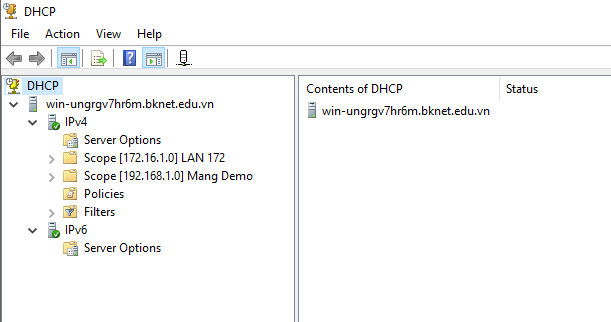 DHCP
File Action View Help
DHCP
win-ungrgv7hr6m.bknet.edu.vn
IPv4
Server Options
Scope [172.16.1.0] LAN 172
Scope [192.168.1.0] Mang Demo
Policies
Filters
IPv6
Server Options
Contents of DHCP Status
win-ungrgv7hr6m.bknet.edu.vn